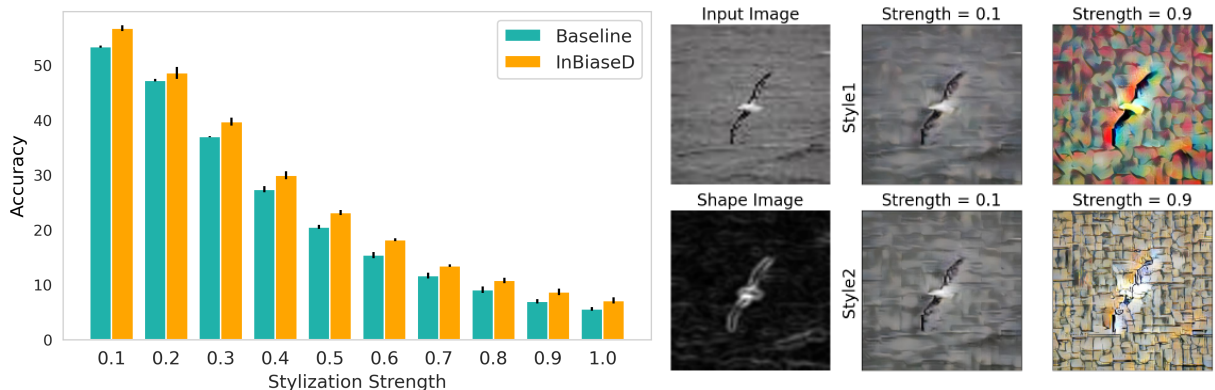 Accuracy
50
40
30
20
10
0
0.1 0.2 0.3 0.4 0.5 0.6 0.7 0.8 0.9 1.0
Stylization Strength
Baseline
InBiaseD
Input Image
Strength = 0.1
Strength = 0.9
Style1
Shape Image
Strength = 0.1
Strength = 0.9
Style2